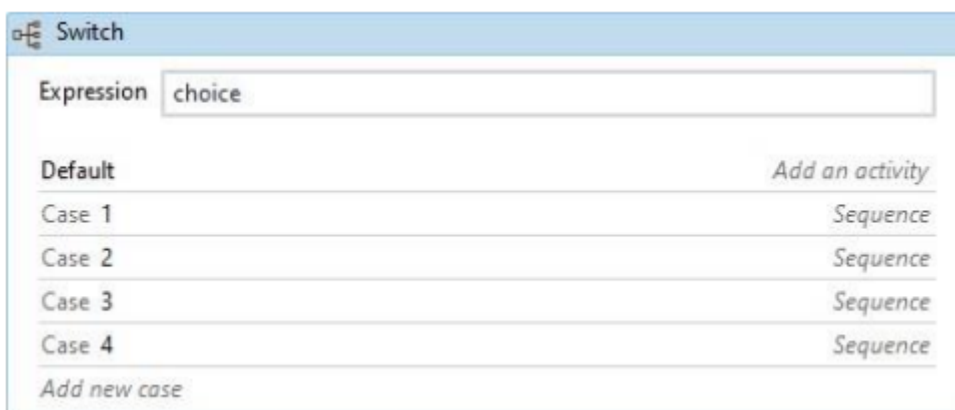 Switch
Expression choice
Default Add an activity
Case 1 Sequence
Case 2 Sequence
Case 3 Sequence
Case 4 Sequence
Add new case